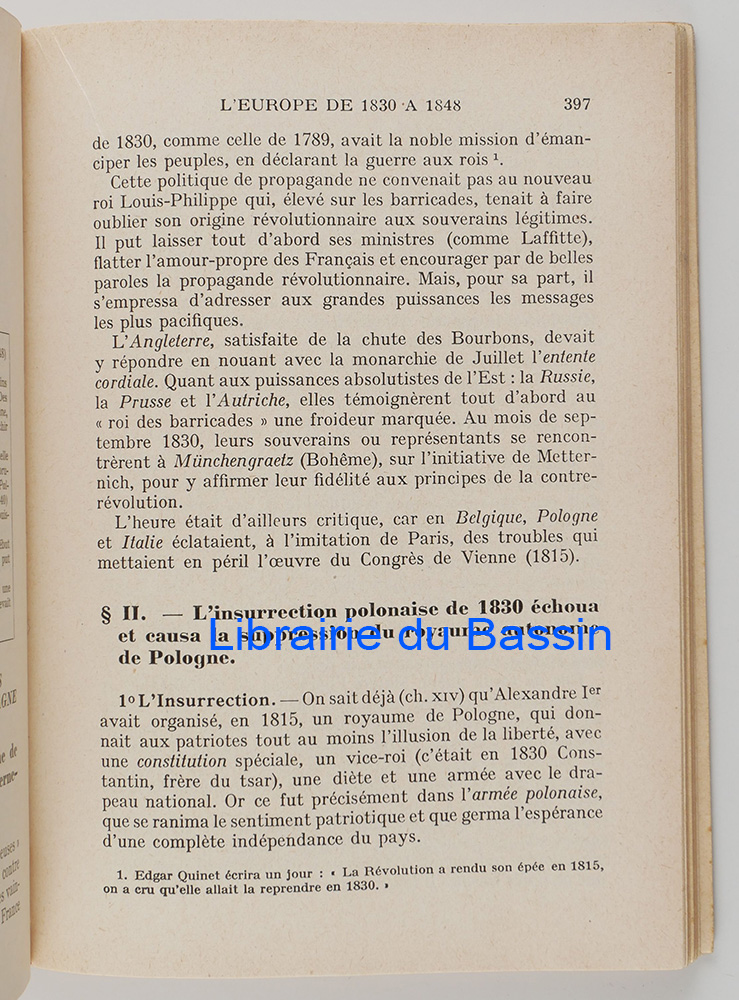 L'EUROPE DE 1830 A 1848 397
de 1830, comme celle de 1789, avait la noble mission d'éman-
ciper les peuples, en déclarant la guerre aux rois ¹.
Cette politique de propagande ne convenait pas au nouveau
roi Louis-Philippe qui, élevé sur les barricades, tenait à faire
oublier son origine révolutionnaire aux souverains légitimes.
Il put laisser tout d'abord ses ministres (comme Laffitte),
flatter l'amour-propre des Français et encourager par de belles
paroles la propagande révolutionnaire. Mais, pour sa part, il
s'empressa d'adresser aux grandes puissances les messages
les plus pacifiques.
L'Angleterre, satisfaite de la chute des Bourbons, devait
y répondre en nouant avec la monarchie de Juillet l'entente
cordiale. Quant aux puissances absolutistes de l'Est : la Russie,
la Prusse et l'Autriche, elles témoignèrent tout d'abord au
« roi des barricades » une froideur marquée. Au mois de sep-
tembre 1830, leurs souverains ou représentants se rencon-
trèrent à Münchengraetz (Bohême), sur l'initiative de Metter-
nich, pour y affirmer leur fidélité aux principes de la contre-
révolution.
L'heure était d'ailleurs critique, car en Belgique, Pologne
et Italie éclataient, à l'imitation de Paris, des troubles qui
mettaient en péril l'œuvre du Congrès de Vienne (1815).
§ II. — L'insurrection polonaise de 1830 échoua
et causa la suppression du royaume autonome
de Pologne.
Librairie du Bassin
1º L'Insurrection. — On sait déjà (ch. XIV) qu'Alexandre Ier
avait organisé, en 1815, un royaume de Pologne, qui don-
nait aux patriotes tout au moins l'illusion de la liberté, avec
une constitution spéciale, un vice-roi (c'était en 1830 Cons-
tantin, frère du tsar), une diète et une armée avec le dra-
peau national. Or ce fut précisément dans l'armée polonaise,
que se ranima le sentiment patriotique et que germa l'espérance
d'une complète indépendance du pays.
1. Edgar Quinet écrira un jour : « La Révolution a rendu son épée en 1815,
on a cru qu'elle allait la reprendre en 1830. »